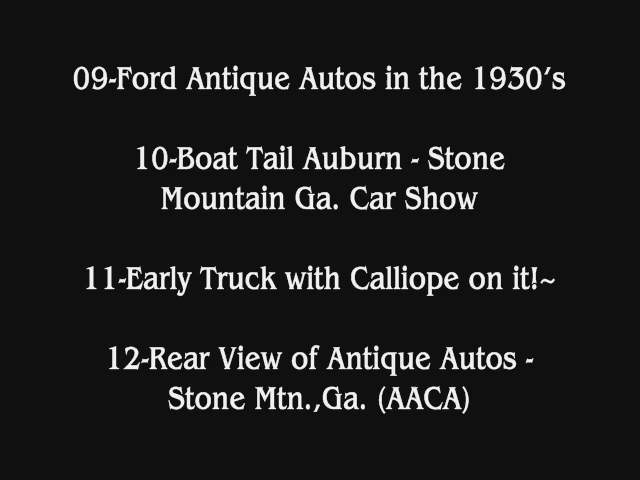 09-Ford Antique Autos in the 1930's
10-Boat Tail Auburn - Stone
Mountain Ga. Car Show
11-Early Truck with Calliope on it!~
12-Rear View of Antique Autos -
Stone Mtn.,Ga. (AACA)